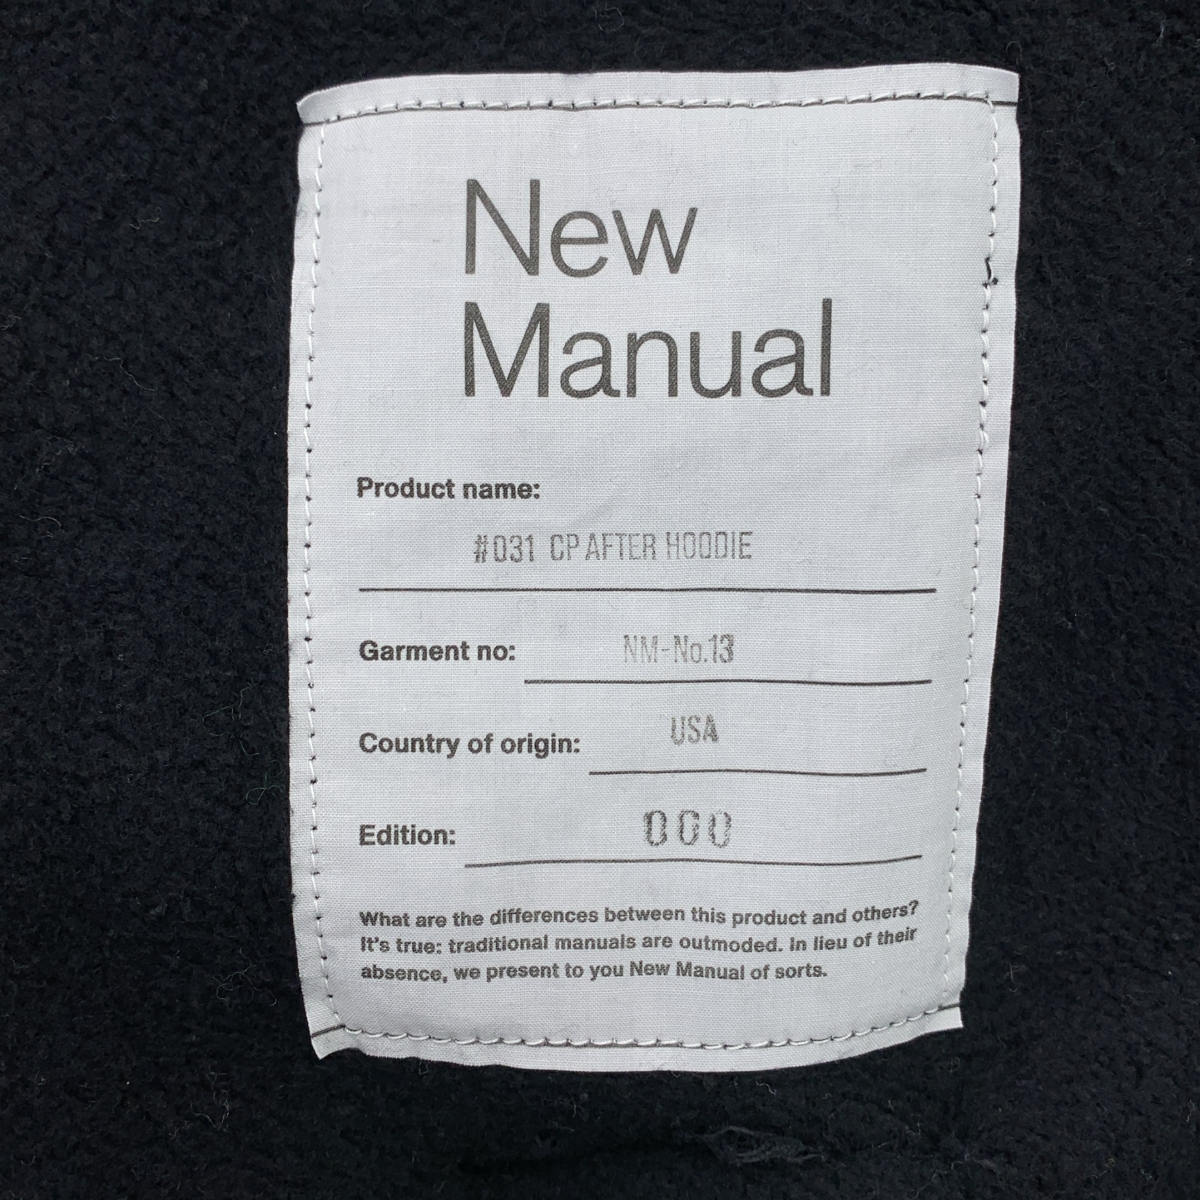 New
Manual
Product name:
#031 CP AFTER HOODIE
Garment no: NM-No.13
Country of origin: USA
Edition:
What are the differences between this product and others?
It's true: traditional manuals are outmoded. In lieu of their
absence, we present to you New Manual of sorts.